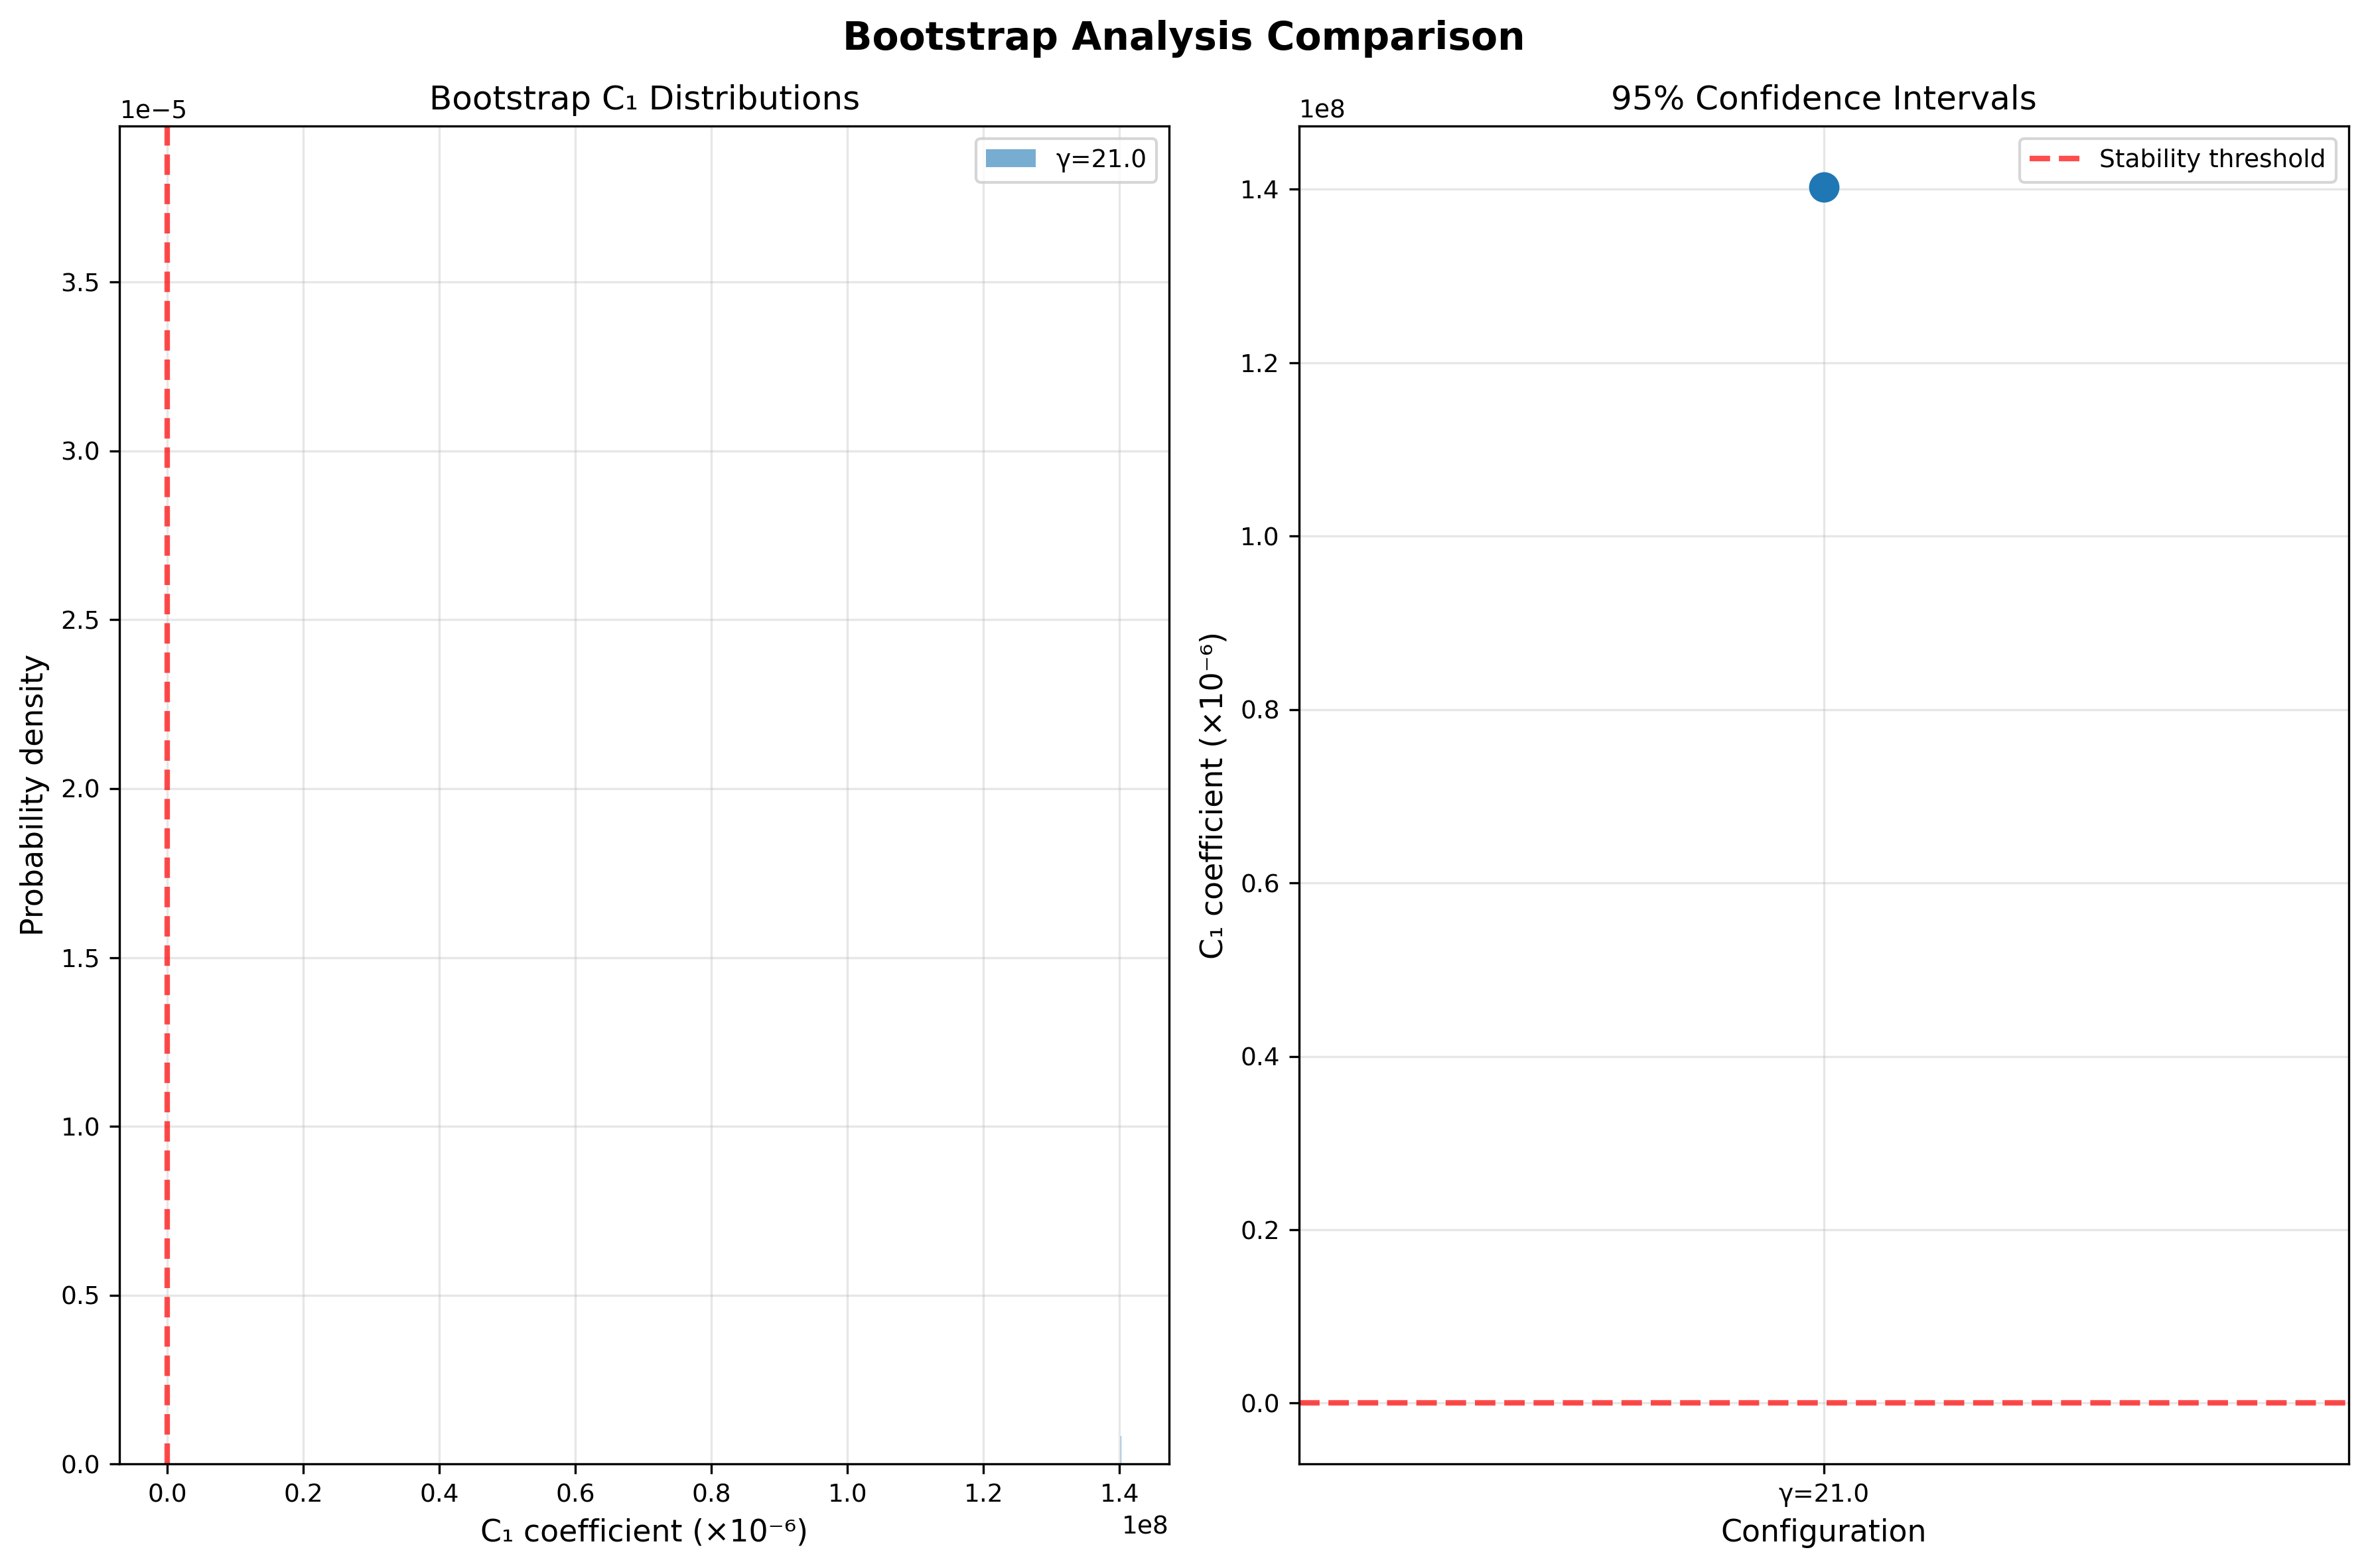 Bootstrap Analysis Comparison
Bootstrap C₁ Distributions
1e−5
γ=21.0
3.5
3.0
2.5
2.0
1.5
1.0
0.5
0.0
Probability density
0.0 0.2 0.4 0.6 0.8 1.0 1.2 1.4
1e8
C₁ coefficient (×10⁻⁶)
95% Confidence Intervals
1e8
Stability threshold
1.4
1.2
1.0
0.8
0.6
0.4
0.2
0.0
C₁ coefficient (×10⁻⁶)
γ=21.0
Configuration